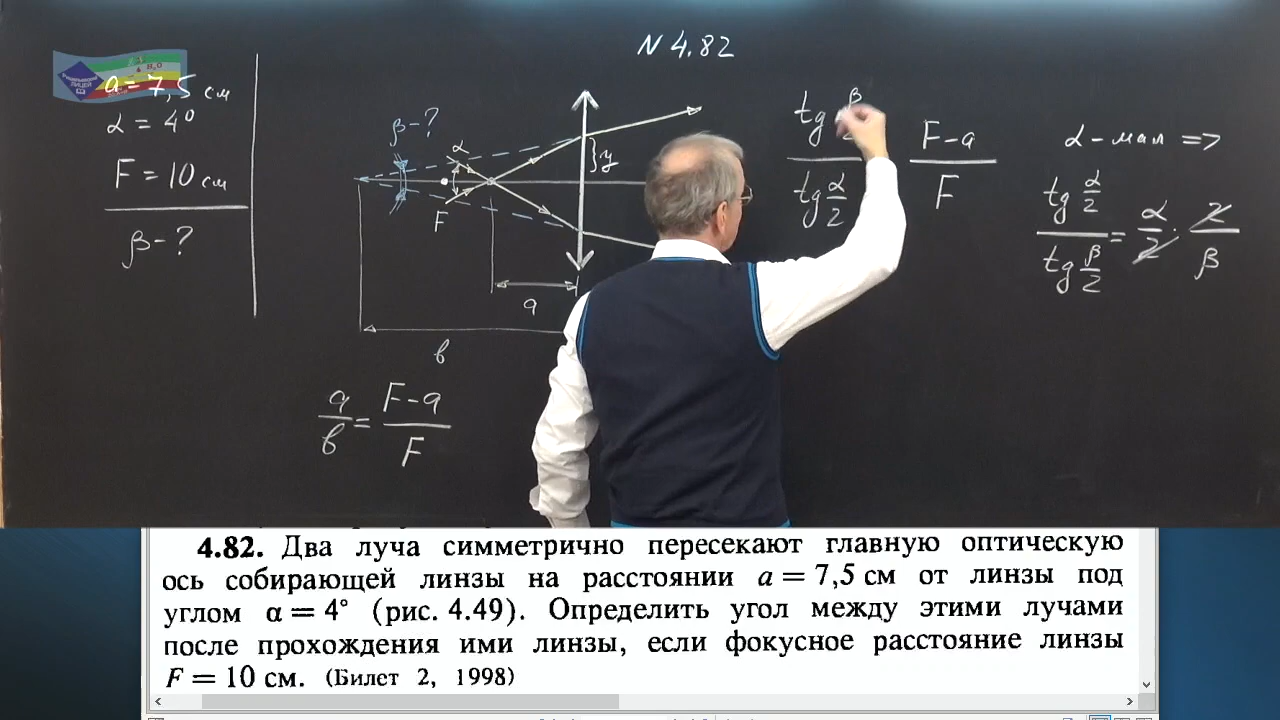 N 4.82
a = 7,5 см
α = 4°
F = 10 см
β - ?
β - ?
α
F
y
a
b
a/b = (F-a)/F
tg β/2
tg α/2
(F-a)/F
α - мал =>
(tg α/2)/(tg β/2) = α/2 · 2/β
4.82. Два луча симметрично пересекают главную оптическую
ось собирающей линзы на расстоянии a = 7,5 см от линзы под
углом α = 4° (рис. 4.49). Определить угол между этими лучами
после прохождения ими линзы, если фокусное расстояние линзы
F = 10 см. (Билет 2, 1998)